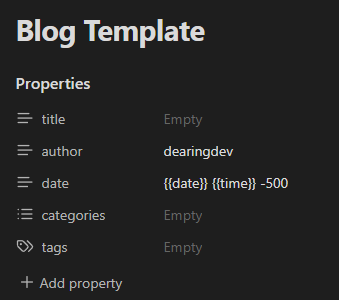 Blog Template
Properties
title Empty
author dearingdev
date {{date}} {{time}} -500
categories Empty
tags Empty
+ Add property